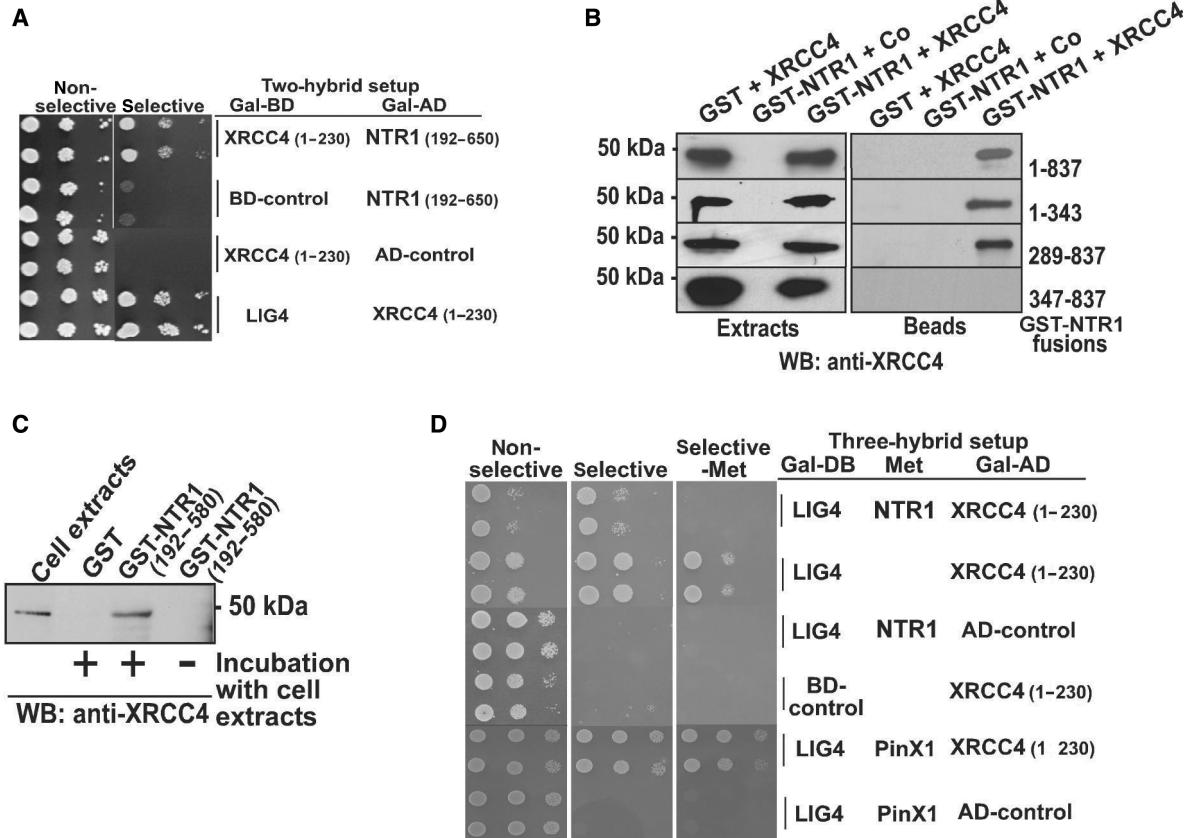 A
Non-
selective Selective
Two-hybrid setup
Gal-BD Gal-AD
XRCC4 (1–230) NTR1 (192–650)
BD-control NTR1 (192–650)
XRCC4 (1–230) AD-control
LIG4 XRCC4 (1–230)
B
GST + XRCC4
GST-NTR1 + Co
GST-NTR1 + XRCC4
GST + XRCC4
GST-NTR1 + Co
GST-NTR1 + XRCC4
50 kDa - 1-837
50 kDa - 1-343
50 kDa - 289-837
50 kDa - 347-837
Extracts Beads GST-NTR1
fusions
WB: anti-XRCC4
C
Cell extracts
GST
GST-NTR1
(192–580)
GST-NTR1
(192–580)
- 50 kDa
+ + - Incubation
with cell
extracts
WB: anti-XRCC4
D
Non-
selective Selective Selective
-Met
Three-hybrid setup
Gal-DB Met Gal-AD
LIG4 NTR1 XRCC4 (1–230)
LIG4 XRCC4 (1–230)
LIG4 NTR1 AD-control
BD-
control XRCC4 (1–230)
LIG4 PinX1 XRCC4 (1 230)
LIG4 PinX1 AD-control